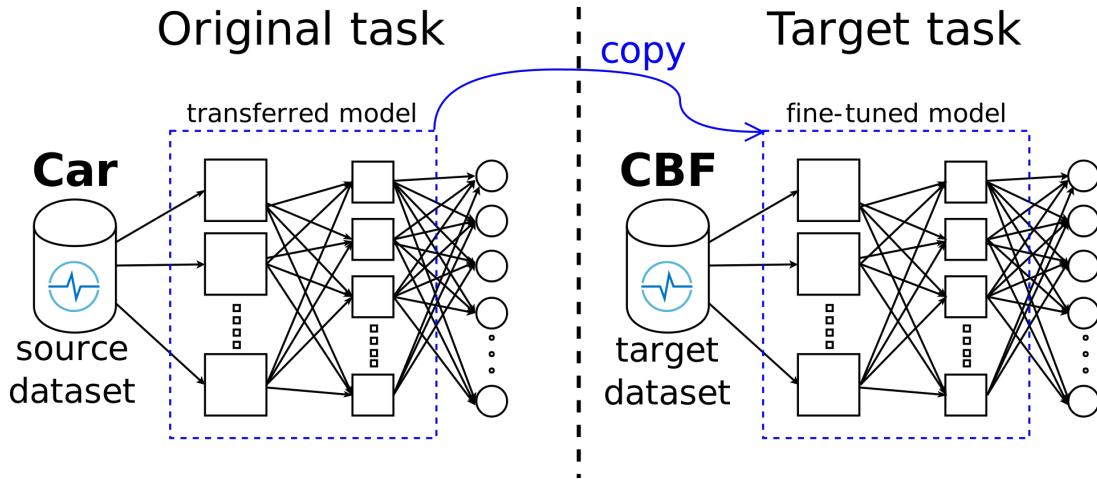 Original task
Target task
copy
transferred model
fine-tuned model
Car
CBF
source
dataset
target
dataset